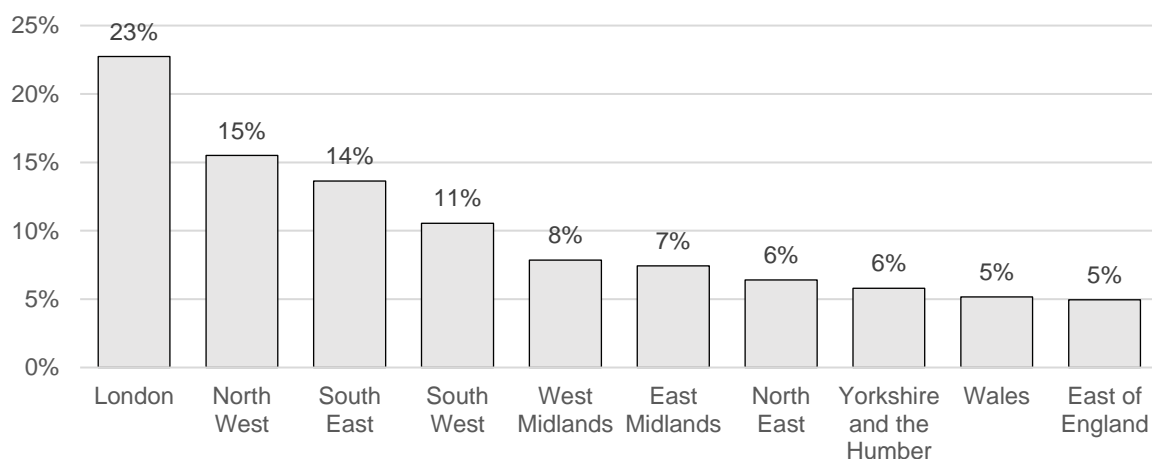 25%
20%
15%
10%
5%
0%
23%
15%
14%
11%
8%
7%
6%
6%
5%
5%
London
North
West
South
East
South
West
West
Midlands
East
Midlands
North
East
Yorkshire
and the
Humber
Wales
East of
England